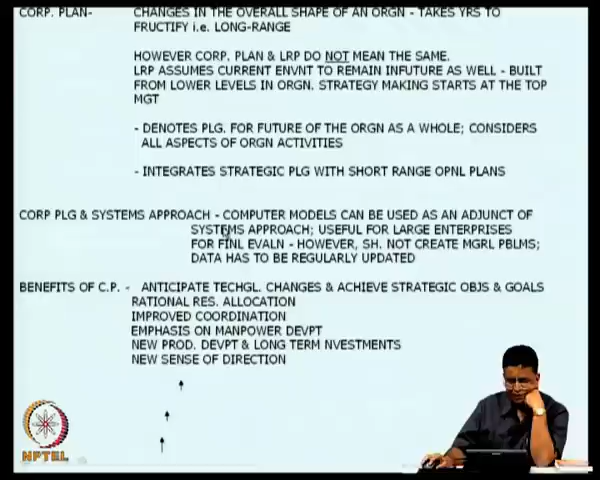 CORP. PLAN- CHANGES IN THE OVERALL SHAPE OF AN ORGN - TAKES YRS TO
FRUCTIFY i.e. LONG-RANGE
HOWEVER CORP. PLAN & LRP DO NOT MEAN THE SAME.
LRP ASSUMES CURRENT ENVNT TO REMAIN INFUTURE AS WELL - BUILT
FROM LOWER LEVELS IN ORGN. STRATEGY MAKING STARTS AT THE TOP
MGT
- DENOTES PLG. FOR FUTURE OF THE ORGN AS A WHOLE; CONSIDERS
ALL ASPECTS OF ORGN ACTIVITIES
- INTEGRATES STRATEGIC PLG WITH SHORT RANGE OPNL PLANS
CORP PLG & SYSTEMS APPROACH - COMPUTER MODELS CAN BE USED AS AN ADJUNCT OF
SYSTEMS APPROACH; USEFUL FOR LARGE ENTERPRISES
FOR FINL EVALN - HOWEVER, SH. NOT CREATE MGRL PBLMS;
DATA HAS TO BE REGULARLY UPDATED
BENEFITS OF C.P. - ANTICIPATE TECHGL. CHANGES & ACHIEVE STRATEGIC OBJS & GOALS
RATIONAL RES. ALLOCATION
IMPROVED COORDINATION
EMPHASIS ON MANPOWER DEVPT
NEW PROD. DEVPT & LONG TERM NVESTMENTS
NEW SENSE OF DIRECTION
NPTEL